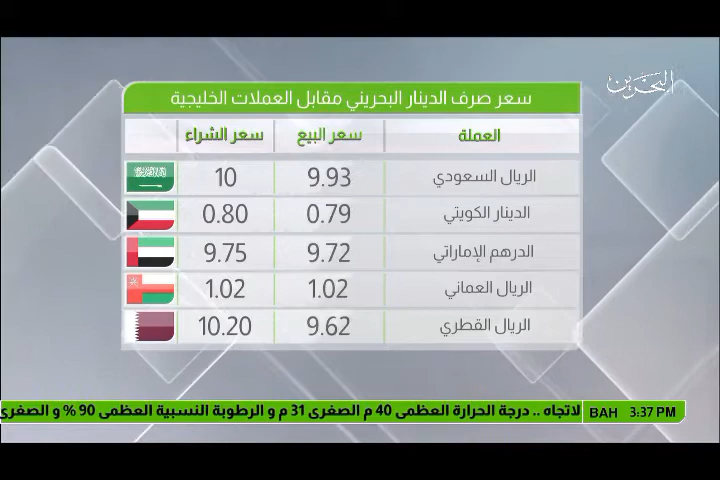 البحرين
سعر صرف الدينار البحريني مقابل العملات الخليجية
العملة سعر البيع سعر الشراء
الريال السعودي 9.93 10
الدينار الكويتي 0.79 0.80
الدرهم الإماراتي 9.72 9.75
الريال العماني 1.02 1.02
الريال القطري 9.62 10.20
BAH 3:37 PM لاتجاه .. درجة الحرارة العظمى 40 م الصغرى 31 م و الرطوبة النسبية العظمى 90 % و الصغرى